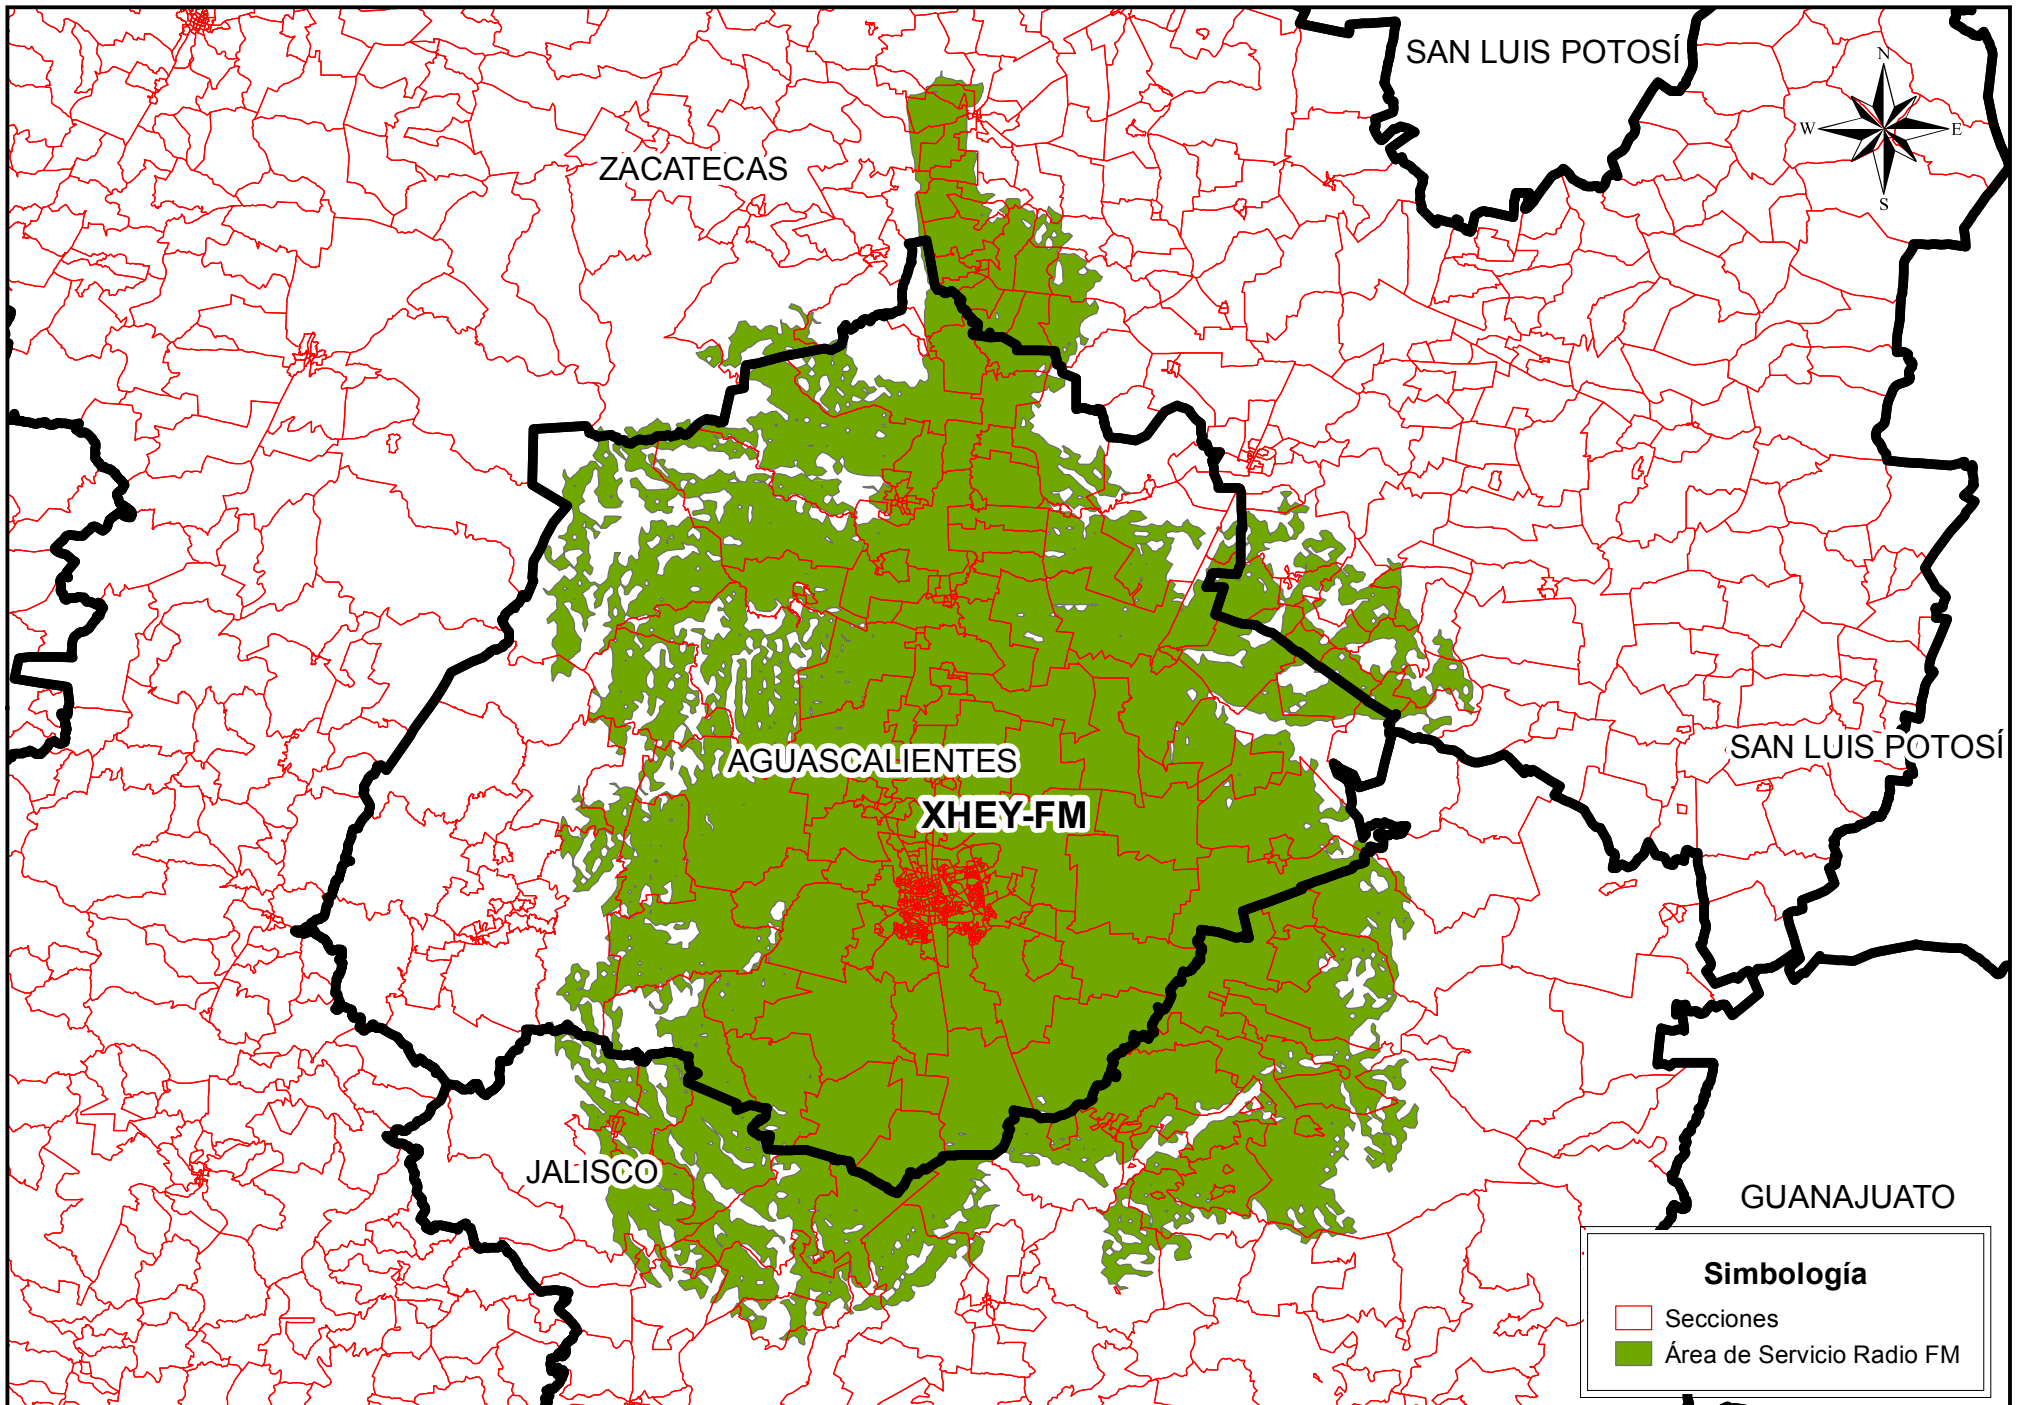 SAN LUIS POTOSÍ
N
W
E
S
ZACATECAS
SAN LUIS POTOSÍ
AGUASCALIENTES
XHEY-FM
JALISCO
GUANAJUATO
Simbología
Secciones
Área de Servicio Radio FM